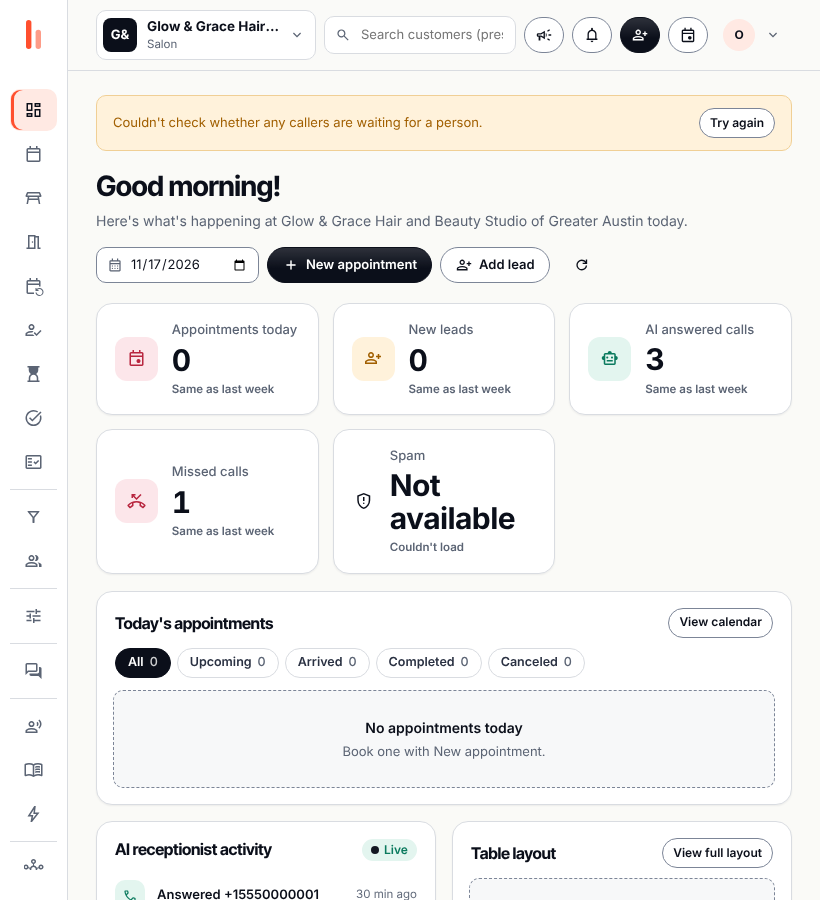 G&
Glow & Grace Hair...
Salon
Search customers (pres
O
Couldn't check whether any callers are waiting for a person.
Try again
Good morning!
Here's what's happening at Glow & Grace Hair and Beauty Studio of Greater Austin today.
11/17/2026
New appointment
Add lead
Appointments today
0
Same as last week
New leads
0
Same as last week
AI answered calls
3
Same as last week
Missed calls
1
Same as last week
Spam
Not
available
Couldn't load
Today's appointments
View calendar
All 0
Upcoming 0
Arrived 0
Completed 0
Canceled 0
No appointments today
Book one with New appointment.
AI receptionist activity
Live
Answered +15550000001
30 min ago
Table layout
View full layout